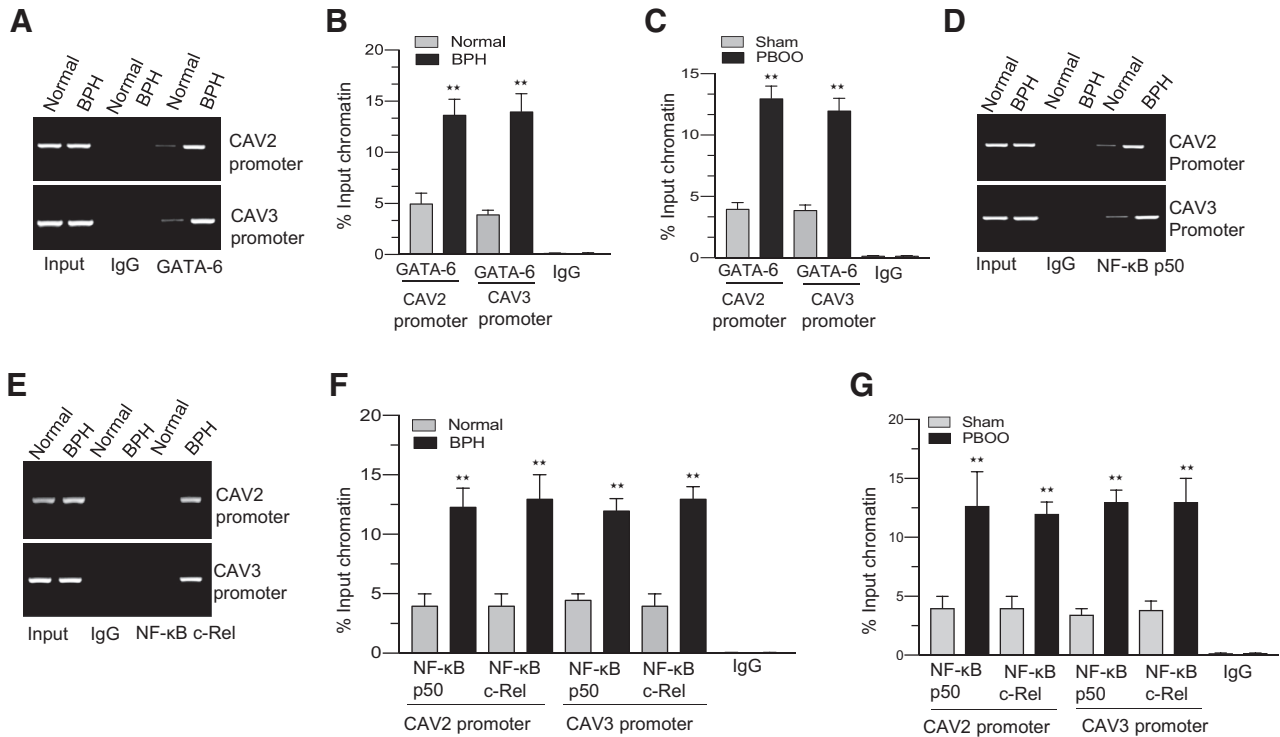 A
Normal
BPH
Normal
BPH
Normal
BPH
CAV2
promoter
CAV3
promoter
Input IgG GATA-6
B
Normal
BPH
% Input chromatin
20
15
10
5
0
★★ ★★
GATA-6 GATA-6 IgG
CAV2
promoter
CAV3
promoter
C
Sham
PBOO
% Input chromatin
15
10
5
0
★★ ★★
GATA-6 GATA-6 IgG
CAV2
promoter
CAV3
promoter
D
Normal
BPH
Normal
BPH
Normal
BPH
CAV2
Promoter
CAV3
Promoter
Input IgG NF-κB p50
E
Normal
BPH
Normal
BPH
Normal
BPH
CAV2
promoter
CAV3
promoter
Input IgG NF-κB c-Rel
F
Normal
BPH
% Input chromatin
20
15
10
5
0
★★ ★★ ★★ ★★
NF-κB
p50
NF-κB
c-Rel
NF-κB
p50
NF-κB
c-Rel
IgG
CAV2 promoter CAV3 promoter
G
Sham
PBOO
% Input chromatin
20
15
10
5
0
★★ ★★ ★★ ★★
NF-κB
p50
NF-κB
c-Rel
NF-κB
p50
NF-κB
c-Rel
IgG
CAV2 promoter CAV3 promoter